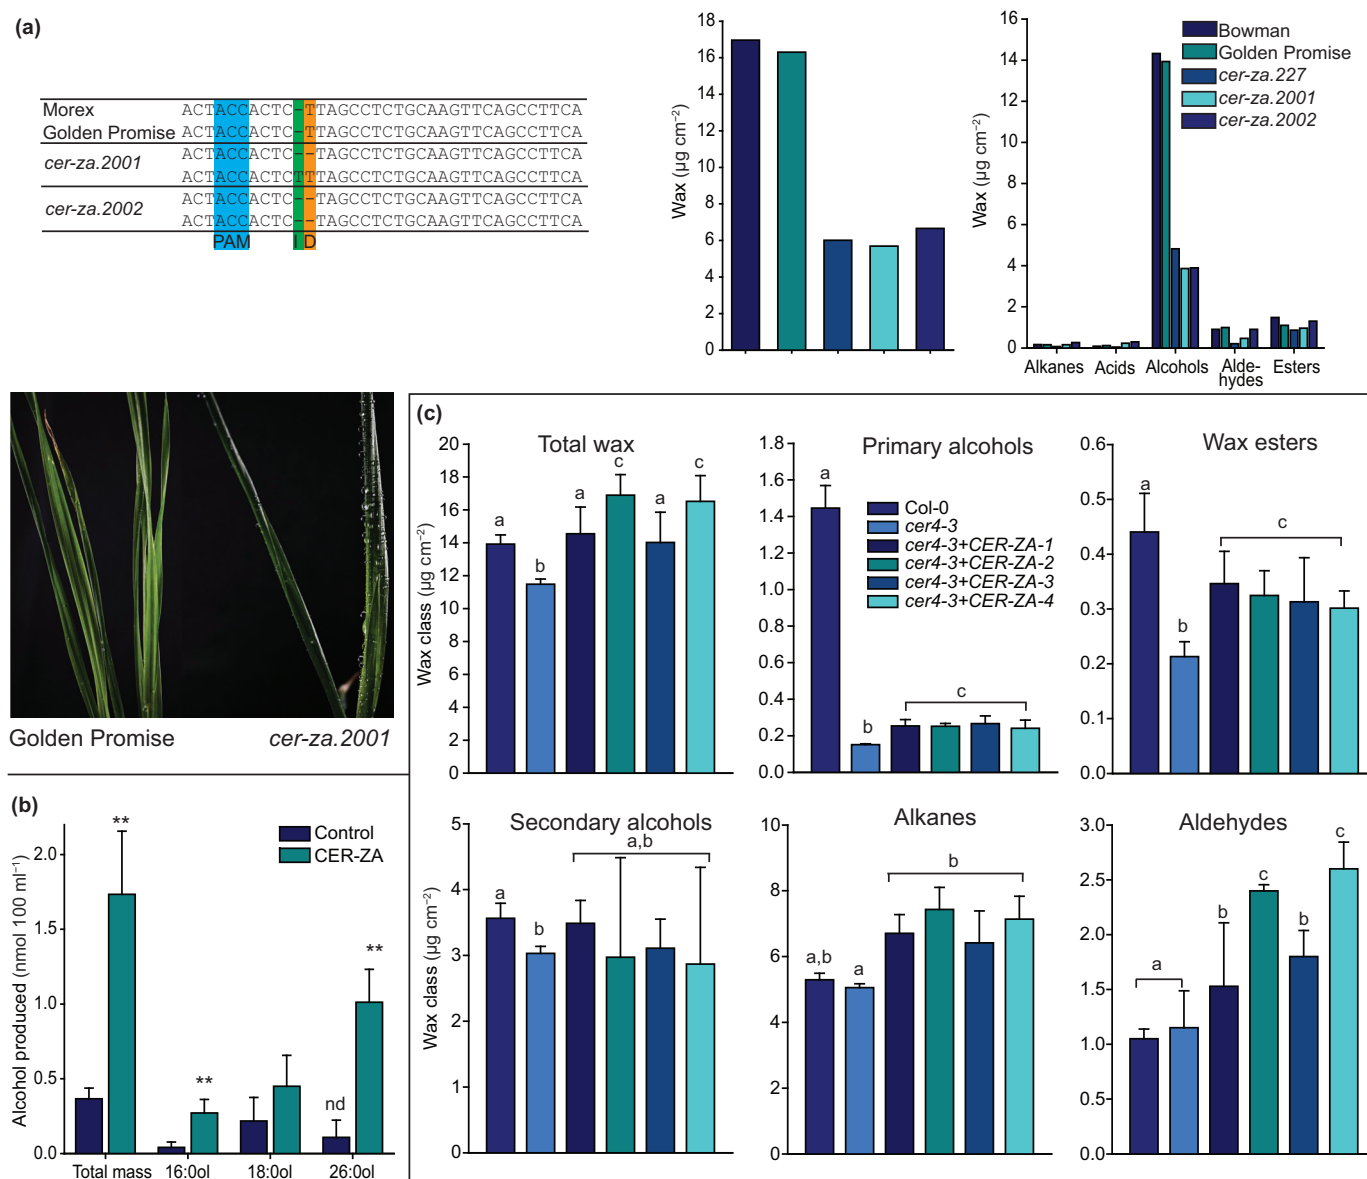 (a)
Morex ACTACCACTC–TTAGCCTCTGCAAGTTCAGCCTTCA
Golden Promise ACTACCACTC–TTAGCCTCTGCAAGTTCAGCCTTCA
cer-za.2001 ACTACCACTC––TAGCCTCTGCAAGTTCAGCCTTCA
ACTACCACTCTTTAGCCTCTGCAAGTTCAGCCTTCA
cer-za.2002 ACTACCACTC––TAGCCTCTGCAAGTTCAGCCTTCA
ACTACCACTC––TAGCCTCTGCAAGTTCAGCCTTCA
PAM I D
Wax (µg cm−2)
18
16
14
12
10
8
6
4
2
0
Wax (µg cm−2)
16
14
12
10
8
6
4
2
0
Bowman
Golden Promise
cer-za.227
cer-za.2001
cer-za.2002
Alkanes Acids Alcohols Alde- Esters
hydes
Golden Promise cer-za.2001
(b)
Alcohol produced (nmol 100 ml−1)
2.0
1.5
1.0
0.5
0.0
Control
CER-ZA
**
**
nd
**
Total mass 16:0ol 18:0ol 26:0ol
(c)
Total wax
Wax class (µg cm−2)
20
18
16
14
12
10
8
6
4
2
0
a b a c a c
Primary alcohols
1.8
1.6
1.4
1.2
1.0
0.8
0.6
0.4
0.2
0.0
Col-0
cer4-3
cer4-3+CER-ZA-1
cer4-3+CER-ZA-2
cer4-3+CER-ZA-3
cer4-3+CER-ZA-4
a b c
Wax esters
0.6
0.5
0.4
0.3
0.2
0.1
0.0
a b c
Secondary alcohols
Wax class (µg cm−2)
5
4
3
2
1
0
a b a,b
Alkanes
10
8
6
4
2
0
a,b a b
Aldehydes
3.0
2.5
2.0
1.5
1.0
0.5
0.0
a b c b c